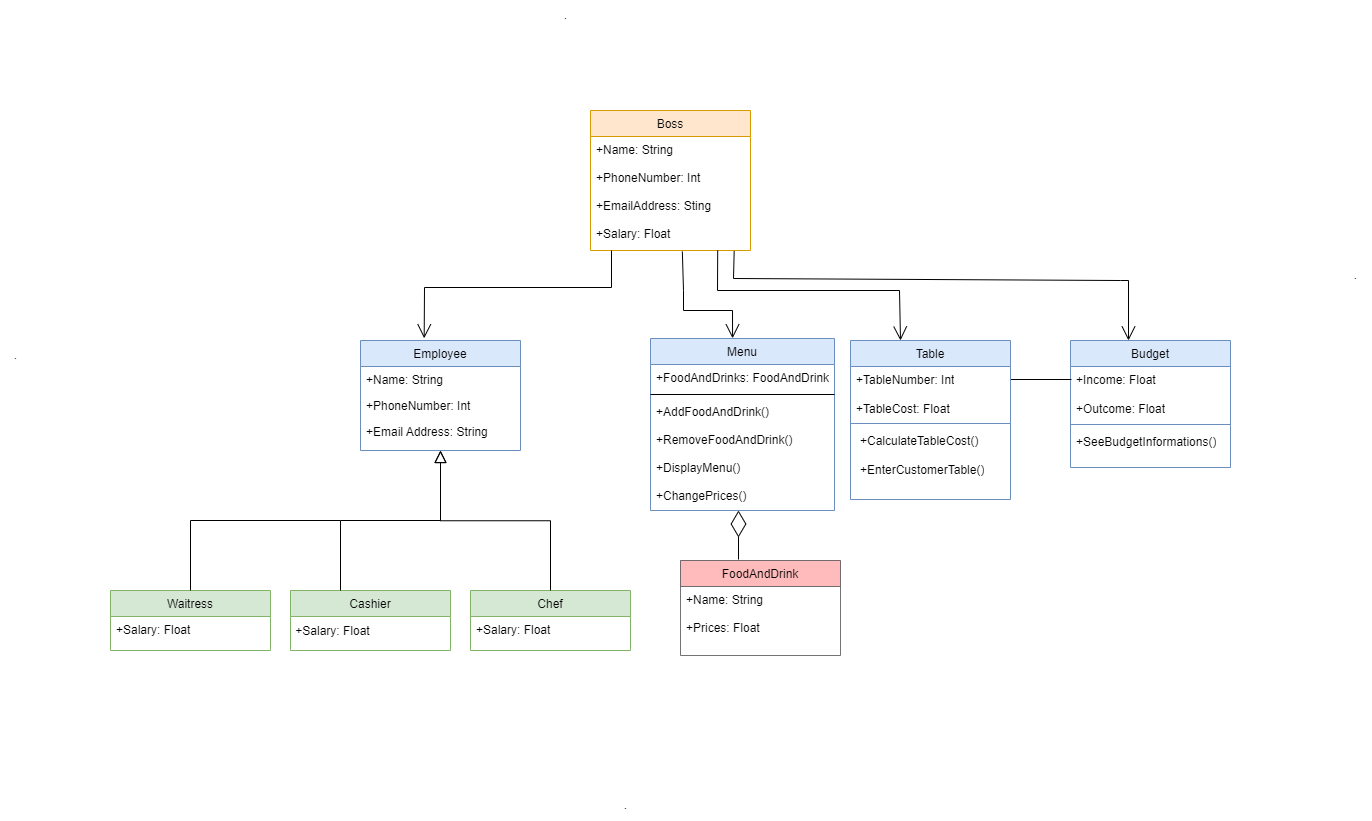 Boss
+Name: String
+PhoneNumber: Int
+EmailAddress: Sting
+Salary: Float
Employee
+Name: String
+PhoneNumber: Int
+Email Address: String
Menu
+FoodAndDrinks: FoodAndDrink
+AddFoodAndDrink()
+RemoveFoodAndDrink()
+DisplayMenu()
+ChangePrices()
Table
+TableNumber: Int
+TableCost: Float
+CalculateTableCost()
+EnterCustomerTable()
Budget
+Income: Float
+Outcome: Float
+SeeBudgetInformations()
Waitress
+Salary: Float
Cashier
+Salary: Float
Chef
+Salary: Float
FoodAndDrink
+Name: String
+Prices: Float